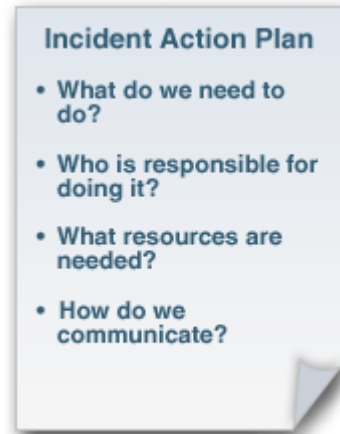 Incident Action Plan
• What do we need to
do?
• Who is responsible for
doing it?
• What resources are
needed?
• How do we
communicate?